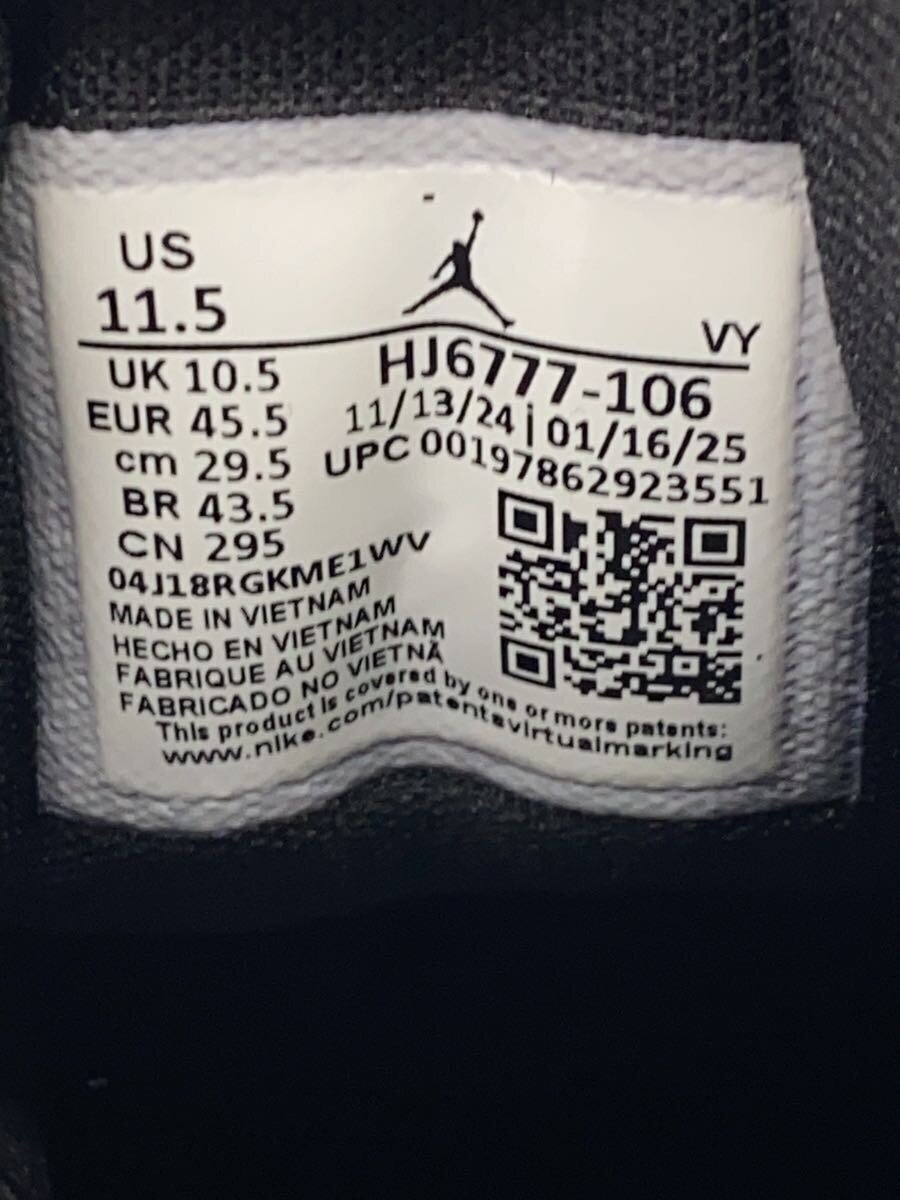 US
11.5
VY
UK 10.5
EUR 45.5
cm 29.5
BR 43.5
CN 295
HJ6777-106
11/13/24 | 01/16/25
UPC 00197862923551
04J18RGKME1WV
MADE IN VIETNAM
HECHO EN VIETNAM
FABRIQUE AU VIETNAM
FABRICADO NO VIETNÃ
This product is covered by one or more patents:
www.nike.com/patentsvirtualmarking